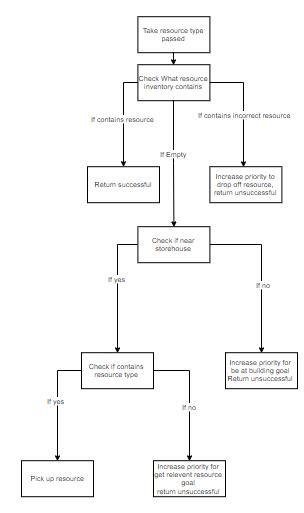 Take resource type
passed
Check What resource
inventory contains
If contains resource
If contains incorrect resource
If Empty
Return successful
Increase priority to
drop off resource,
return unsuccessful
Check if near
storehouse
If yes
If no
Check if contains
resource type
Increase priority for
be at building goal
Return unsuccessful
If yes
If no
Pick up resource
Increase priority for
get relevent resource
goal
return unsuccessful